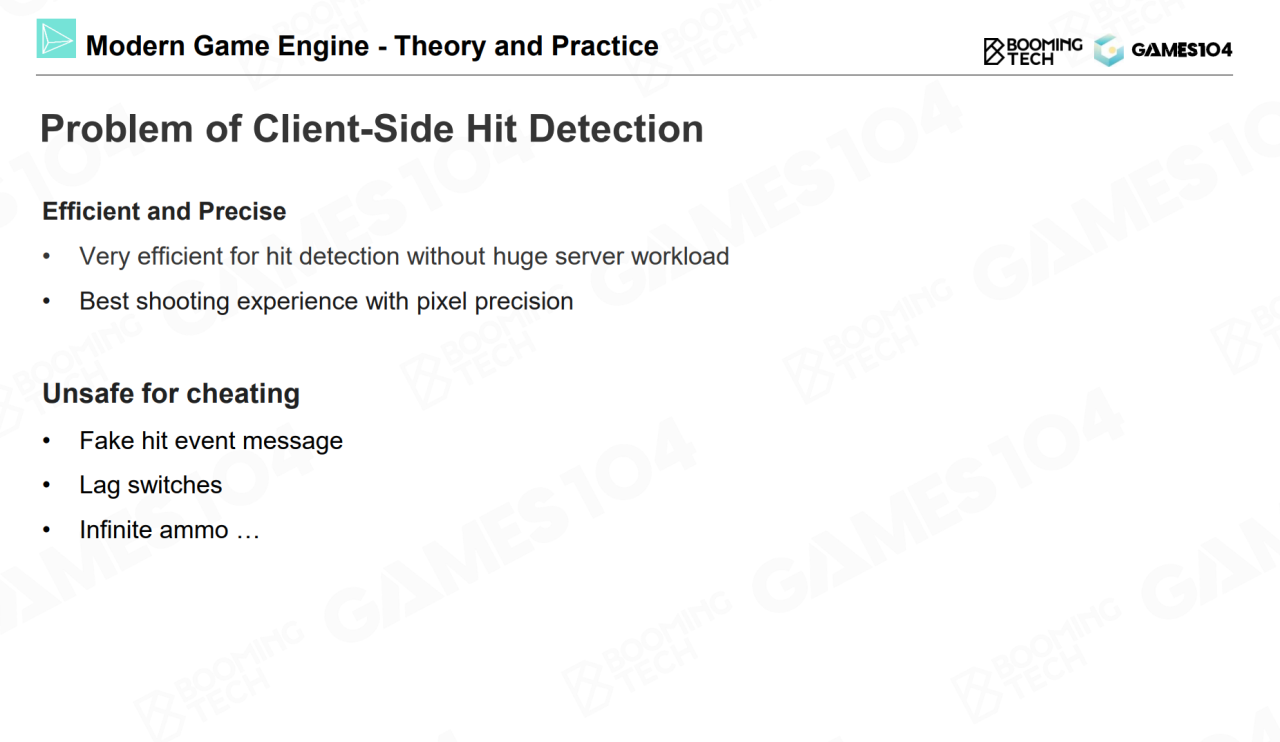 Modern Game Engine - Theory and Practice
BOOMING
TECH
GAMES104
Problem of Client-Side Hit Detection
Efficient and Precise
• Very efficient for hit detection without huge server workload
• Best shooting experience with pixel precision
Unsafe for cheating
• Fake hit event message
• Lag switches
• Infinite ammo …